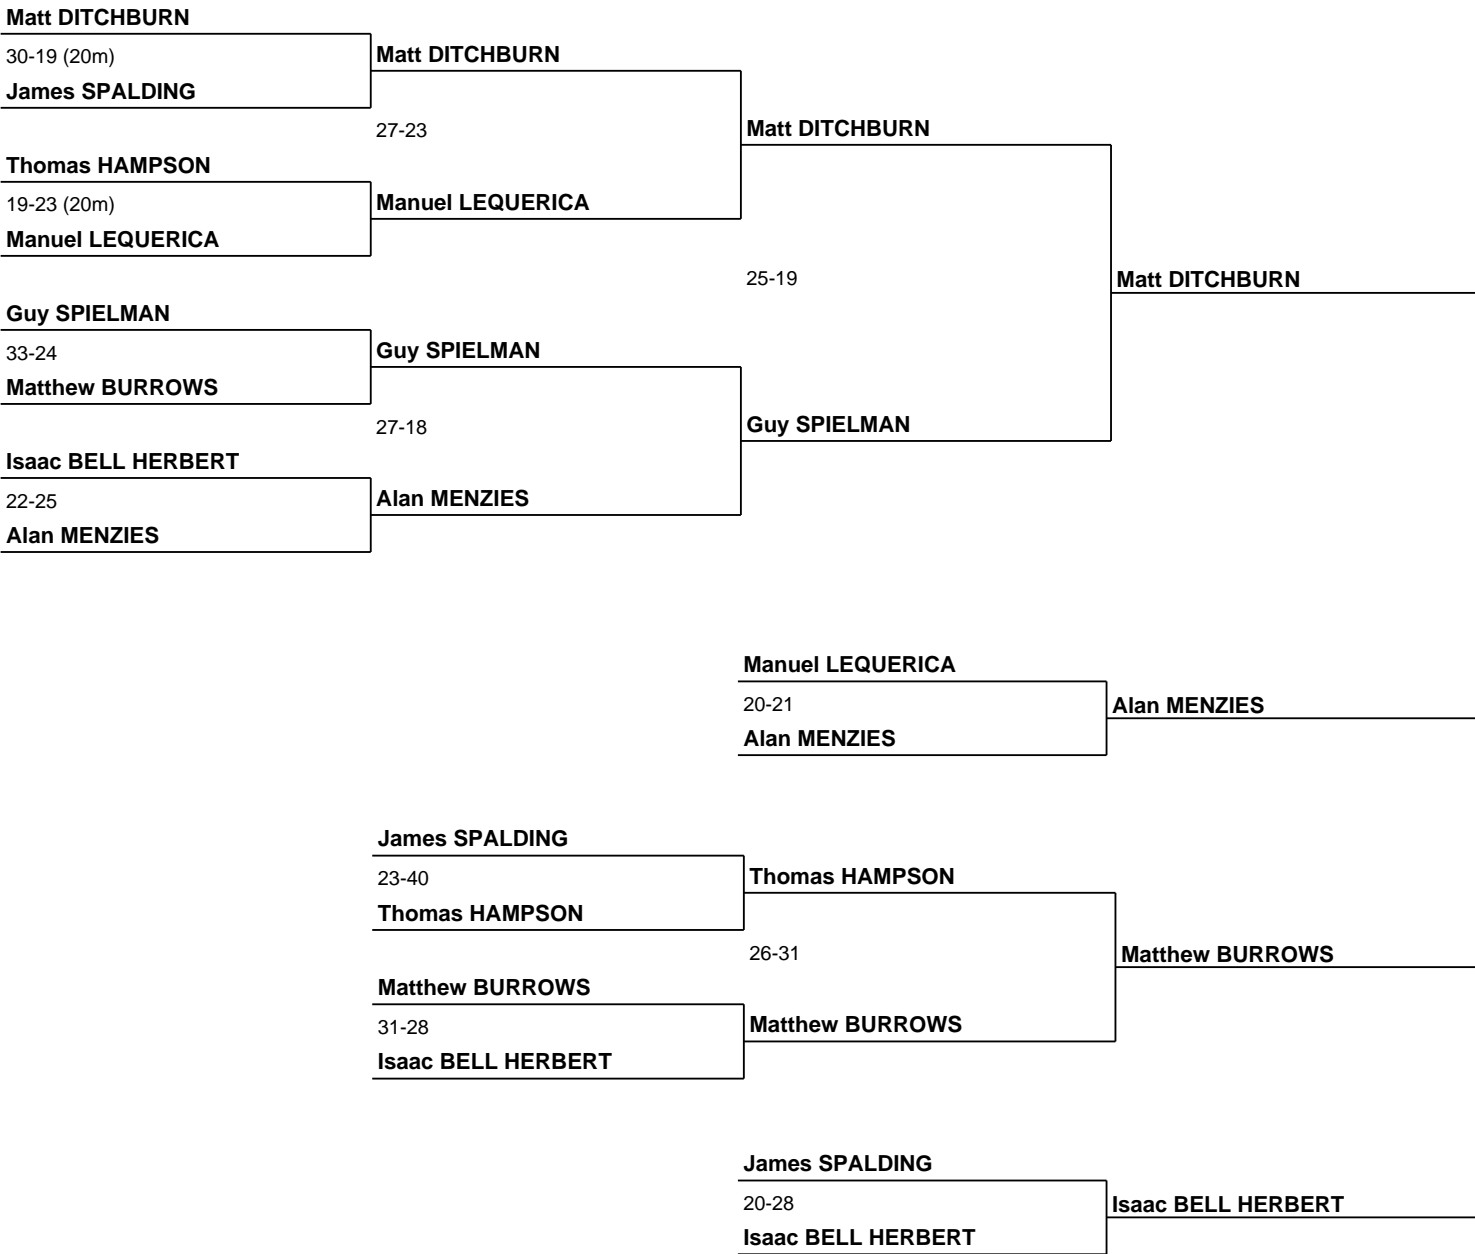 Matt DITCHBURN
30-19 (20m)
Matt DITCHBURN
James SPALDING
27-23
Matt DITCHBURN
Thomas HAMPSON
19-23 (20m)
Manuel LEQUERICA
Manuel LEQUERICA
25-19
Matt DITCHBURN
Guy SPIELMAN
33-24
Guy SPIELMAN
Matthew BURROWS
27-18
Guy SPIELMAN
Isaac BELL HERBERT
22-25
Alan MENZIES
Alan MENZIES
Manuel LEQUERICA
20-21
Alan MENZIES
Alan MENZIES
James SPALDING
23-40
Thomas HAMPSON
Thomas HAMPSON
26-31
Matthew BURROWS
Matthew BURROWS
31-28
Matthew BURROWS
Isaac BELL HERBERT
James SPALDING
20-28
Isaac BELL HERBERT
Isaac BELL HERBERT